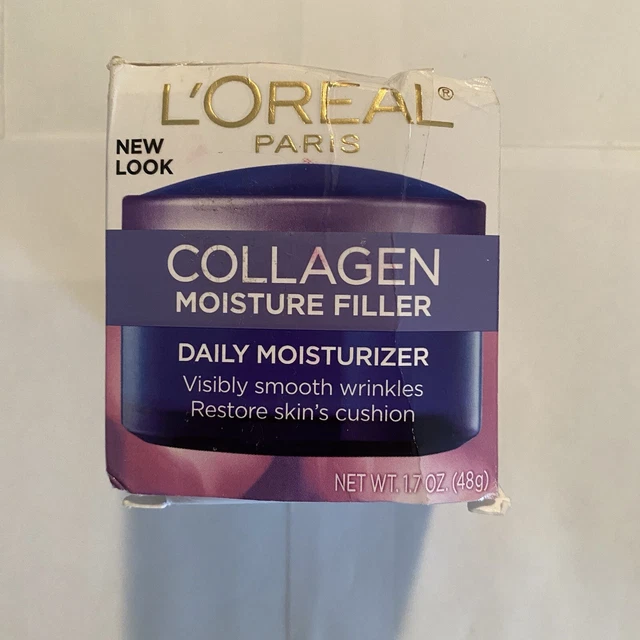 L'ORÉAL®
PARIS
NEW
LOOK
COLLAGEN
MOISTURE FILLER
DAILY MOISTURIZER
Visibly smooth wrinkles
Restore skin's cushion
NET WT. 1.7 OZ. (48g)